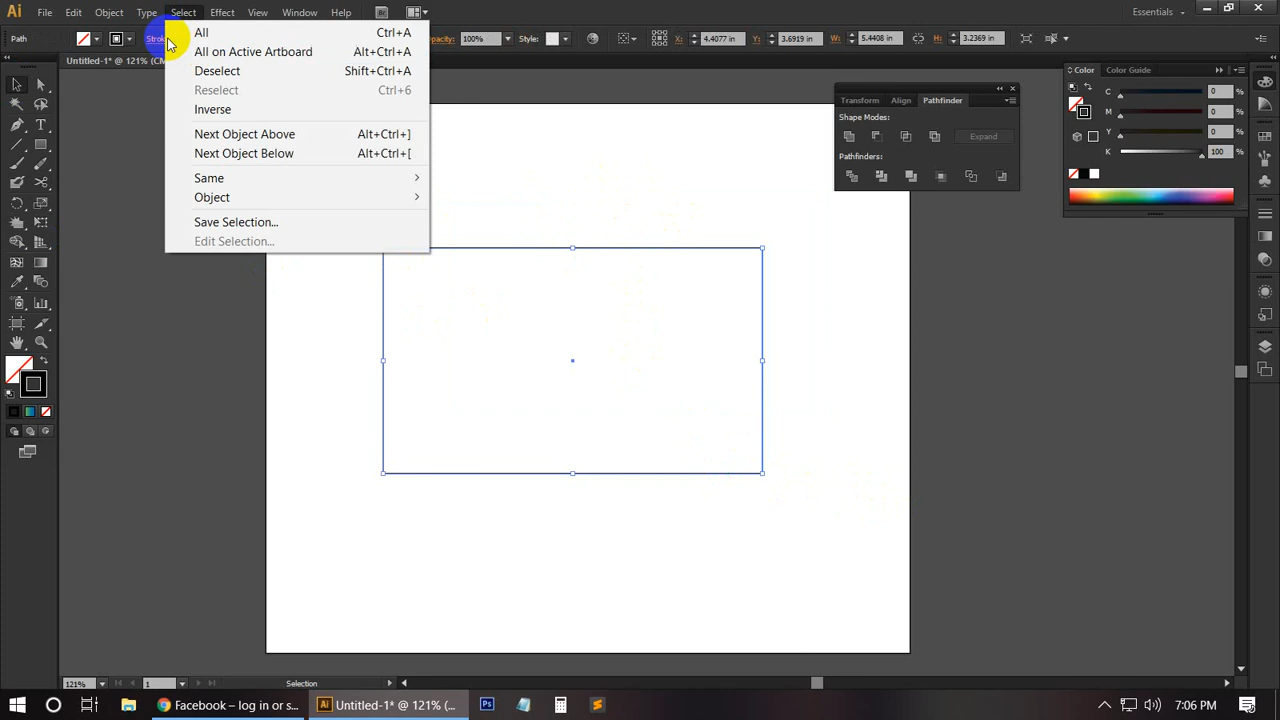 Ai File Edit Object Type Select Effect View Window Help Br Essentials
Path 100% Style: X: 4.4077 in Y: 3.6919 in W: 5.4408 in H: 3.2369 in
Untitled-1* @ 121% (CM
All Ctrl+A
All on Active Artboard Alt+Ctrl+A
Deselect Shift+Ctrl+A
Reselect Ctrl+6
Inverse
Next Object Above Alt+Ctrl+]
Next Object Below Alt+Ctrl+[
Same
Object
Save Selection...
Edit Selection...
Transform Align Pathfinder
Shape Modes:
Expand
Pathfinders:
Color Color Guide
C 0 %
M 0 %
Y 0 %
K 100 %
121% 1 Selection
Facebook – log in or s... Ai Untitled-1* @ 121% (... Ps 7:06 PM